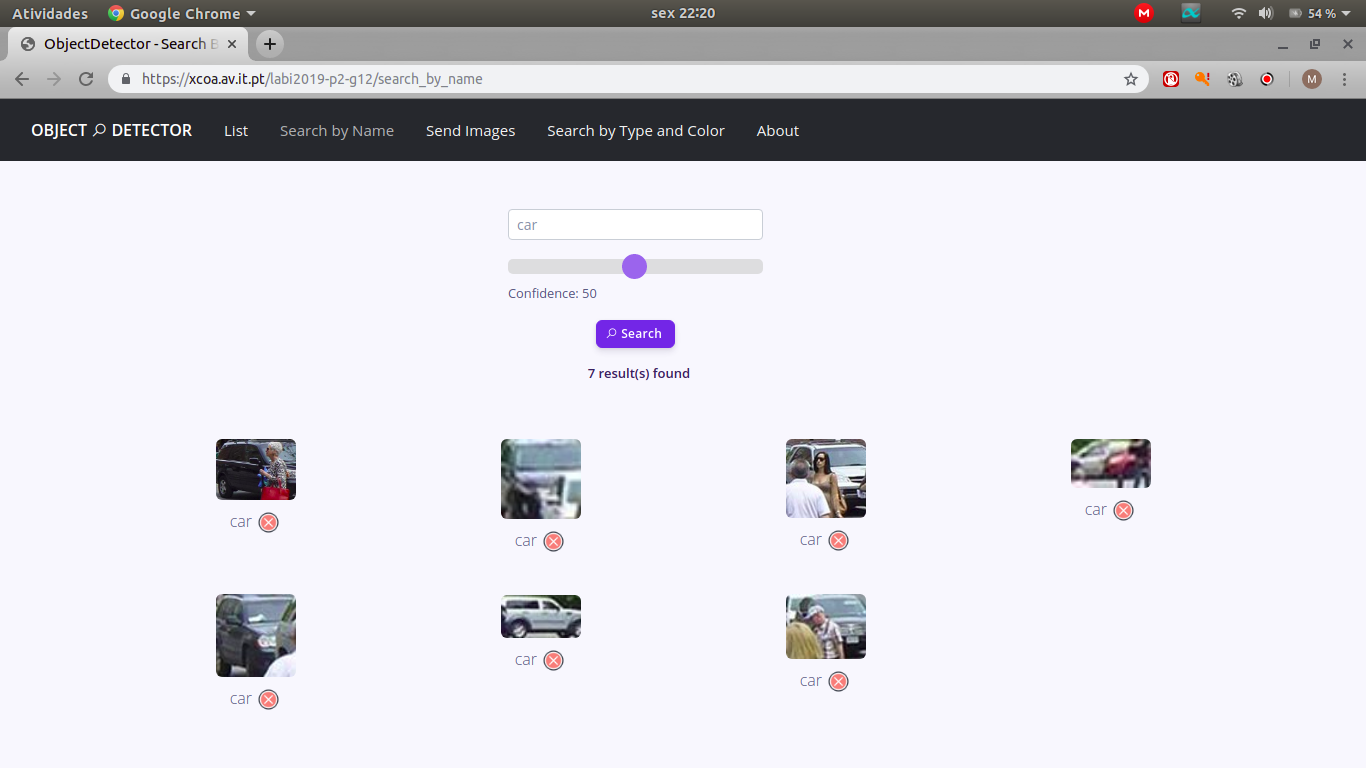 Atividades Google Chrome sex 22:20 54 %
ObjectDetector - Search B
https://xcoa.av.it.pt/labi2019-p2-g12/search_by_name M
OBJECT DETECTOR List Search by Name Send Images Search by Type and Color About
car
Confidence: 50
Search
7 result(s) found
car car car car
car car car